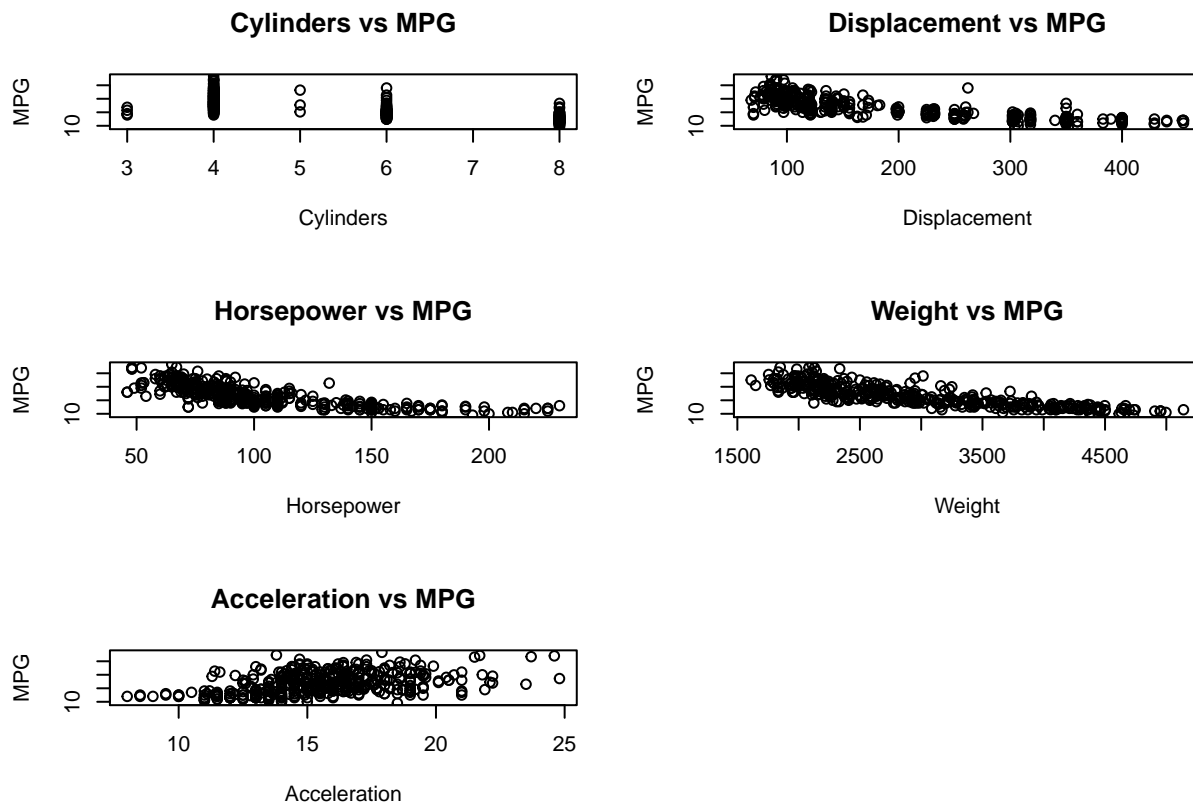 Cylinders vs MPG
MPG
10
3 4 5 6 7 8
Cylinders
Displacement vs MPG
MPG
10
100 200 300 400
Displacement
Horsepower vs MPG
MPG
10
50 100 150 200
Horsepower
Weight vs MPG
MPG
10
1500 2500 3500 4500
Weight
Acceleration vs MPG
MPG
10
10 15 20 25
Acceleration